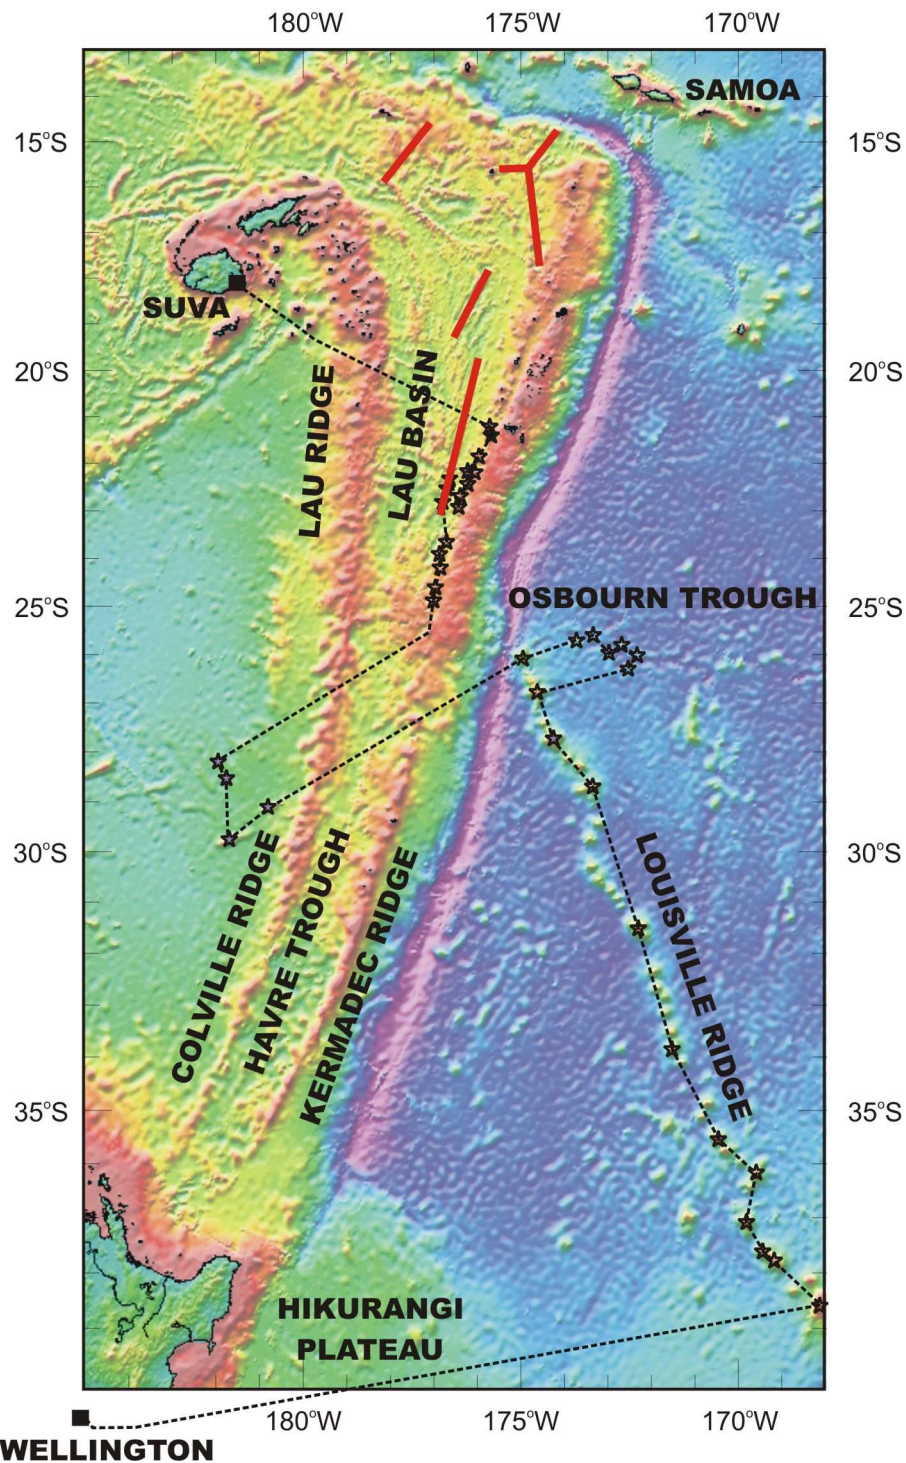 180°W 175°W 170°W
SAMOA
15°S 15°S
SUVA
20°S 20°S
LAU RIDGE
LAU BASIN
OSBOURN TROUGH
25°S 25°S
30°S 30°S
COLVILLE RIDGE
HAVRE TROUGH
KERMADEC RIDGE
LOUISVILLE RIDGE
35°S 35°S
HIKURANGI
PLATEAU
180°W 175°W 170°W
WELLINGTON